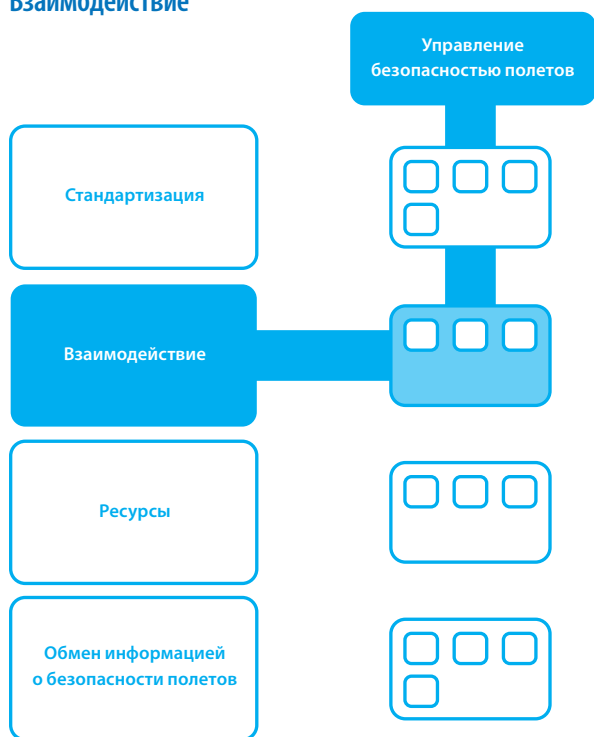 Взаимодействие
Управление
безопасностью полетов
Стандартизация
Взаимодействие
Ресурсы
Обмен информацией
о безопасности полетов